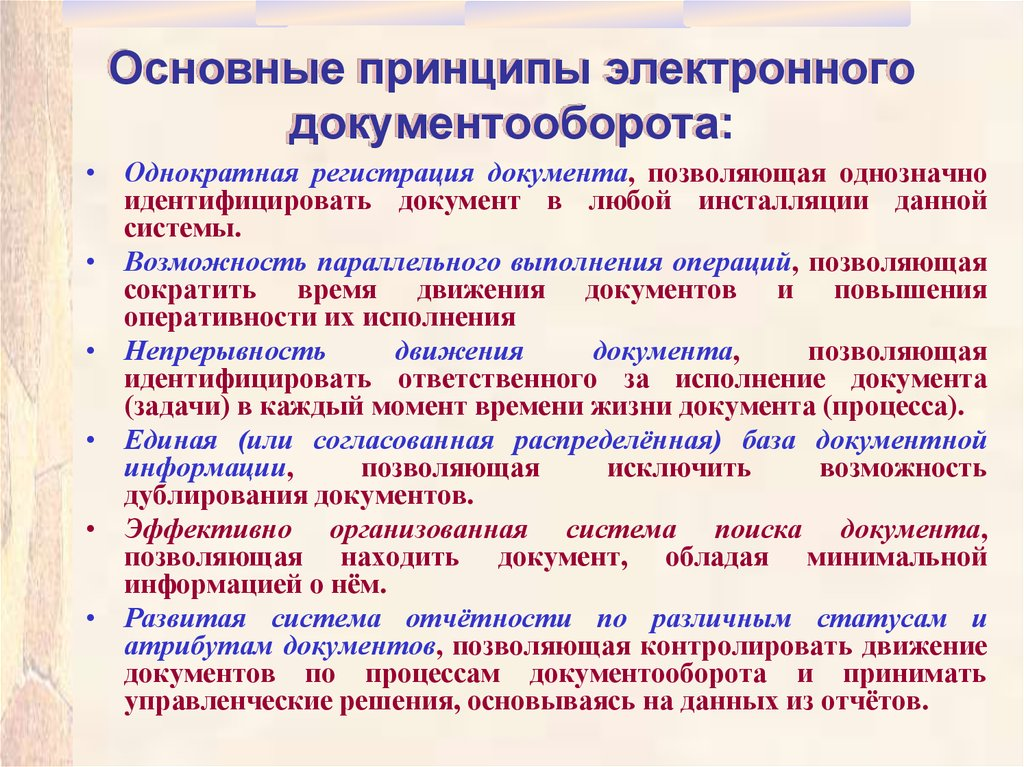 Основные принципы электронного
документооборота:
• Однократная регистрация документа, позволяющая однозначно
идентифицировать документ в любой инсталляции данной
системы.
• Возможность параллельного выполнения операций, позволяющая
сократить время движения документов и повышения
оперативности их исполнения
• Непрерывность движения документа, позволяющая
идентифицировать ответственного за исполнение документа
(задачи) в каждый момент времени жизни документа (процесса).
• Единая (или согласованная распределённая) база документной
информации, позволяющая исключить возможность
дублирования документов.
• Эффективно организованная система поиска документа,
позволяющая находить документ, обладая минимальной
информацией о нём.
• Развитая система отчётности по различным статусам и
атрибутам документов, позволяющая контролировать движение
документов по процессам документооборота и принимать
управленческие решения, основываясь на данных из отчётов.